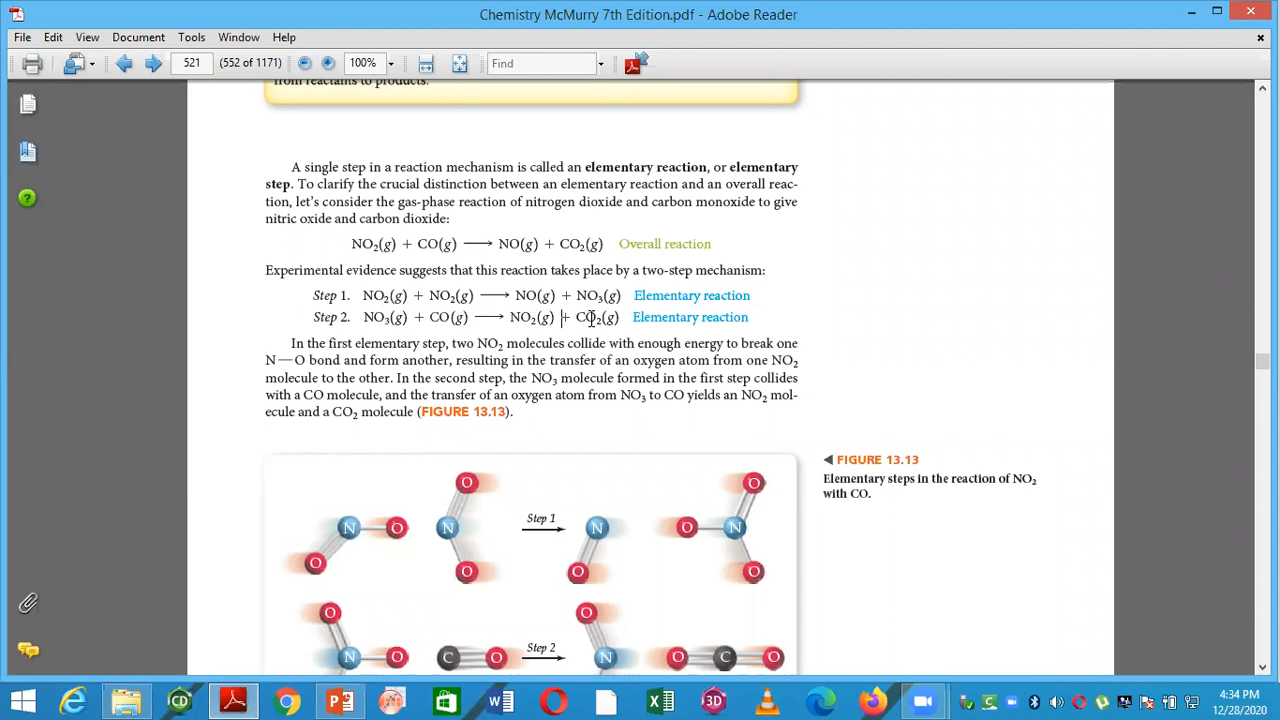 Chemistry McMurry 7th Edition.pdf - Adobe Reader
File Edit View Document Tools Window Help
521 (552 of 1171) 100% Find
from reactants to products.
A single step in a reaction mechanism is called an elementary reaction, or elementary
step. To clarify the crucial distinction between an elementary reaction and an overall reac-
tion, let's consider the gas-phase reaction of nitrogen dioxide and carbon monoxide to give
nitric oxide and carbon dioxide:
NO₂(g) + CO(g) ⟶ NO(g) + CO₂(g) Overall reaction
Experimental evidence suggests that this reaction takes place by a two-step mechanism:
Step 1. NO₂(g) + NO₂(g) ⟶ NO(g) + NO₃(g) Elementary reaction
Step 2. NO₃(g) + CO(g) ⟶ NO₂(g) + CO₂(g) Elementary reaction
In the first elementary step, two NO₂ molecules collide with enough energy to break one
N—O bond and form another, resulting in the transfer of an oxygen atom from one NO₂
molecule to the other. In the second step, the NO₃ molecule formed in the first step collides
with a CO molecule, and the transfer of an oxygen atom from NO₃ to CO yields an NO₂ mol-
ecule and a CO₂ molecule (FIGURE 13.13).
◀ FIGURE 13.13
Elementary steps in the reaction of NO₂
with CO.
O O O
N O N Step 1 N O N
O O O O
O O
N O C O Step 2 N O C O
4:34 PM
12/28/2020